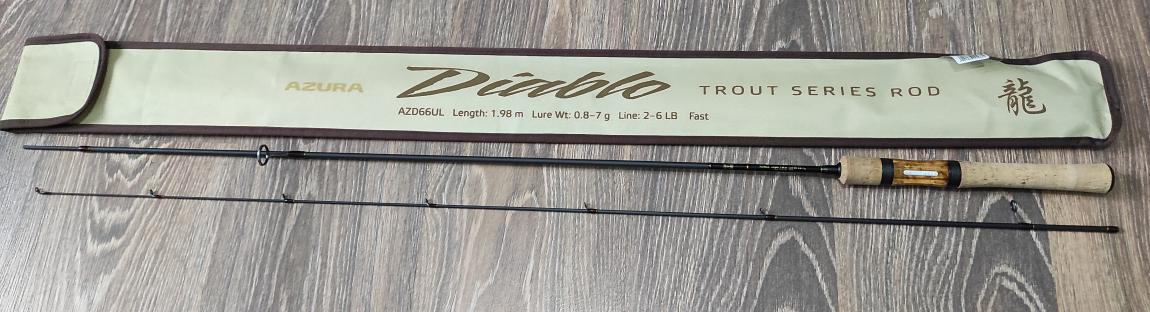 AZURA Diablo TROUT SERIES ROD 龍
AZD66UL Length: 1.98 m Lure Wt: 0.8-7 g Line: 2-6 LB Fast